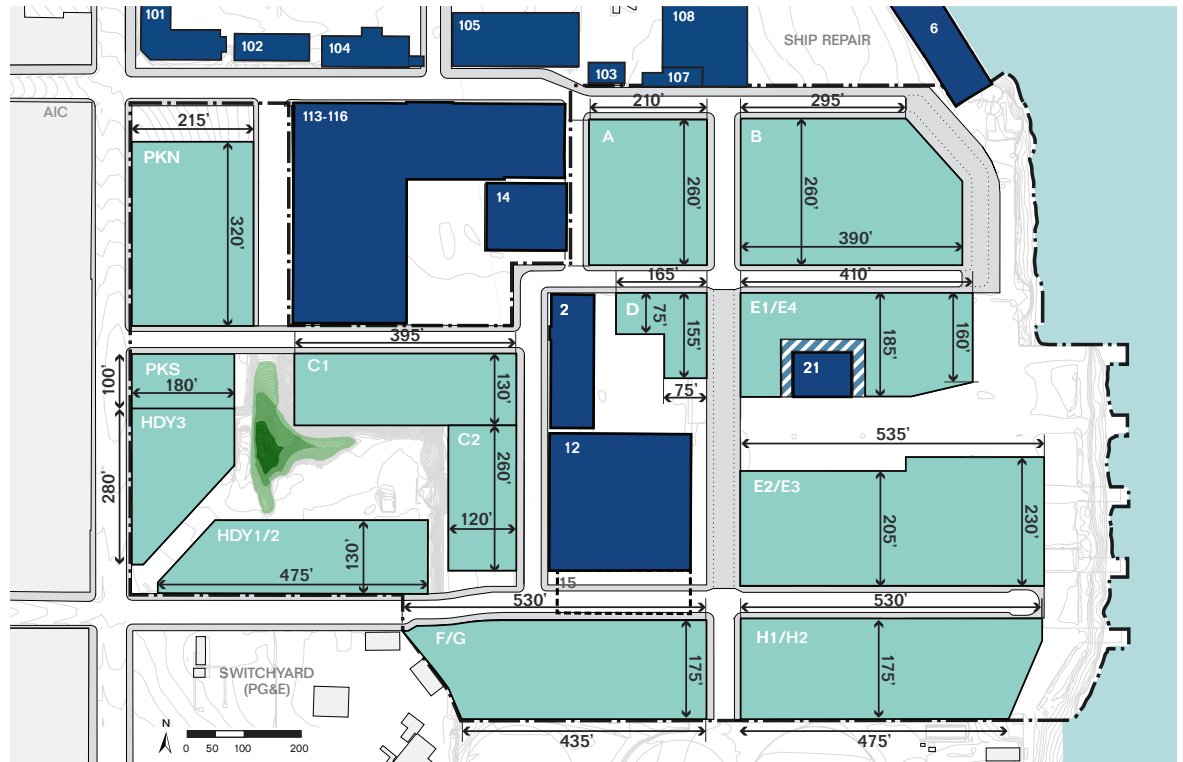 101
102
104
105
108
103
107
SHIP REPAIR
6
AIC
215’
PKN
320’
113-116
14
210’
A
260’
295’
B
260’
390’
165’
D
75’
155’
75’
410’
E1/E4
185’
160’
21
2
395’
C1
130’
C2
260’
120’
100’
PKS
180’
HDY3
280’
HDY1/2
130’
475’
12
15
535’
E2/E3
205’
230’
530’
F/G
175’
435’
530’
H1/H2
175’
475’
SWITCHYARD
(PG&E)
N
0 50 100 200